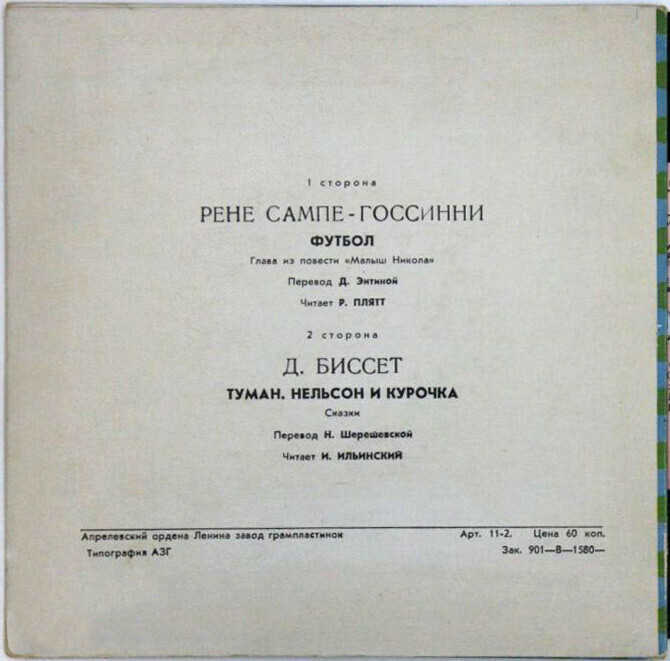 1 сторона
РЕНЕ САМПЕ-ГОССИННИ
ФУТБОЛ
Глава из повести «Малыш Никола»
Перевод Д. Энтиной
Читает Р. ПЛЯТТ
2 сторона
Д. БИССЕТ
ТУМАН. НЕЛЬСОН И КУРОЧКА
Сказки
Перевод Н. Шерешевской
Читает И. ИЛЬИНСКИЙ
Апрелевский ордена Ленина завод грампластинок Арт. 11-2. Цена 60 коп.
Типография АЗГ Зак. 901—В—1580—